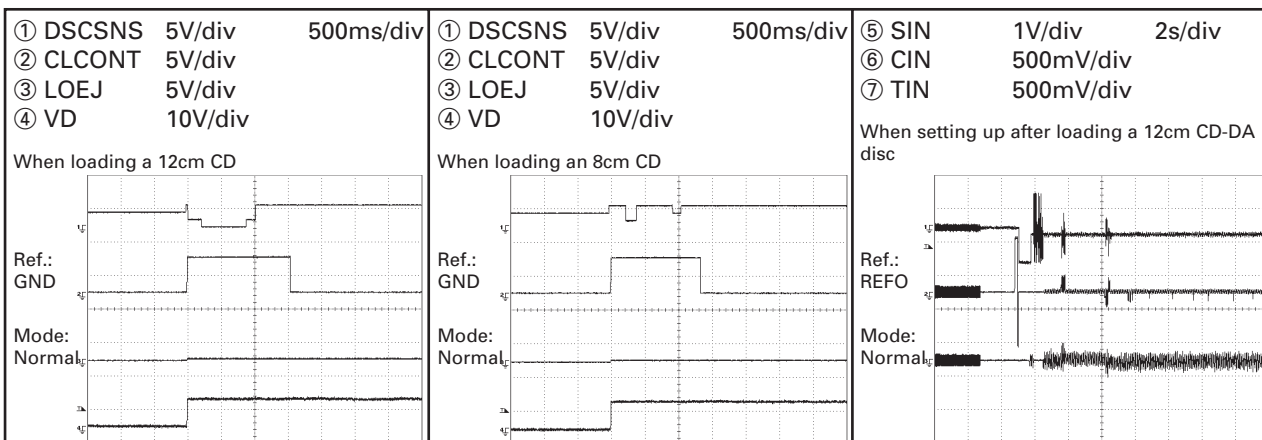 ① DSCSNS 5V/div 500ms/div
② CLCONT 5V/div
③ LOEJ 5V/div
④ VD 10V/div
When loading a 12cm CD
Ref.:
GND
Mode:
Normal
① DSCSNS 5V/div 500ms/div
② CLCONT 5V/div
③ LOEJ 5V/div
④ VD 10V/div
When loading an 8cm CD
Ref.:
GND
Mode:
Normal
⑤ SIN 1V/div 2s/div
⑥ CIN 500mV/div
⑦ TIN 500mV/div
When setting up after loading a 12cm CD-DA
disc
Ref.:
REFO
Mode:
Normal